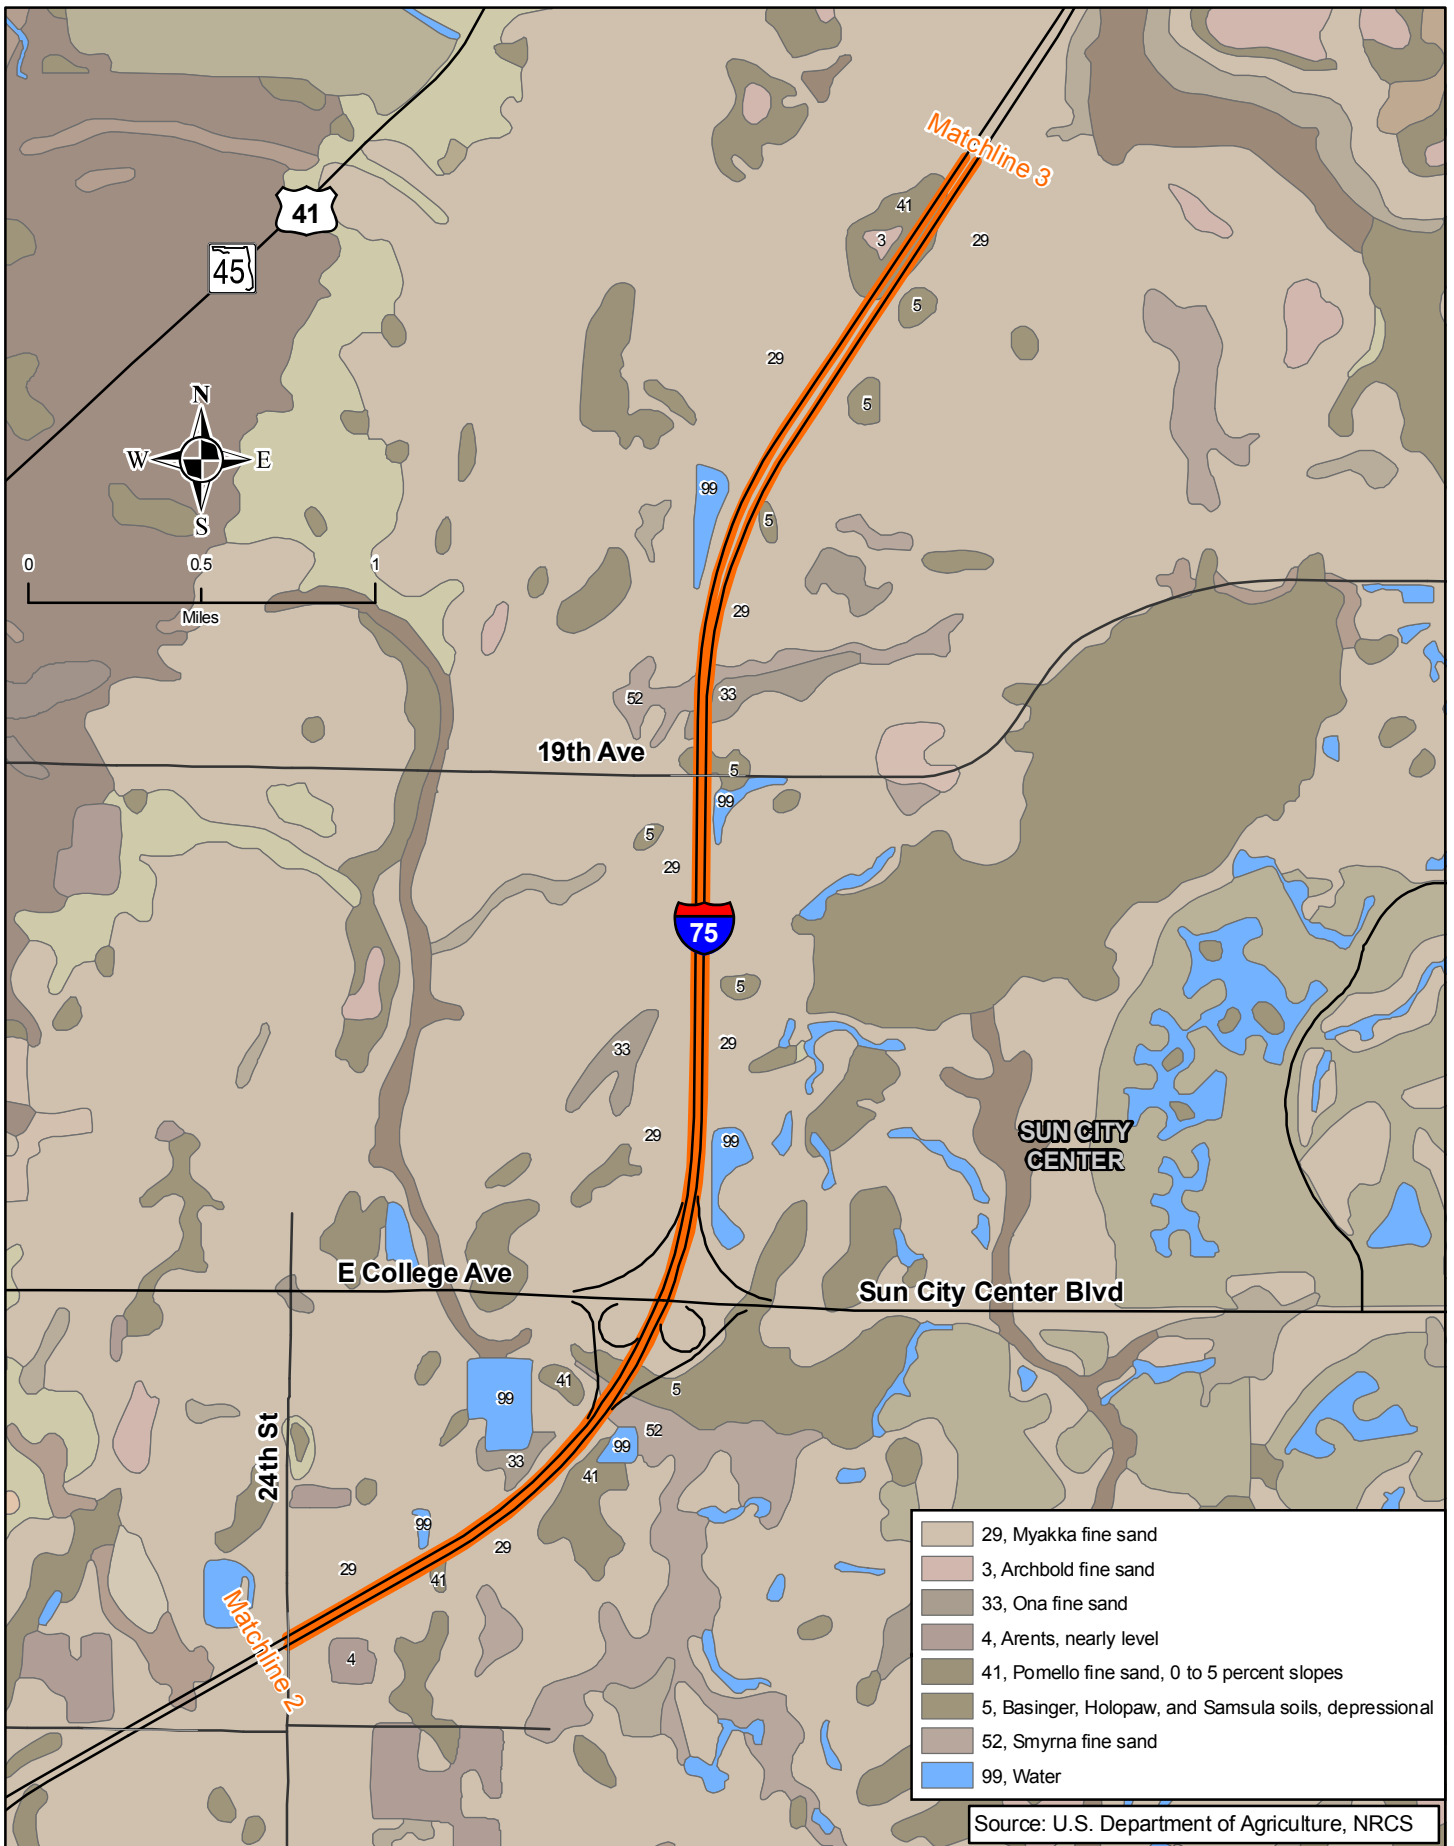 Matchline 3
41
41
3
29
45
5
29
N
5
W
E
99
S
5
0
0.5
1
Miles
29
52
33
19th Ave
5
99
5
29
75
5
33
29
29
99
SUN CITY
CENTER
E College Ave
Sun City Center Blvd
41
5
99
24th St
52
99
33
41
99
29
29
41
Matchline 2
4
29, Myakka fine sand
3, Archbold fine sand
33, Ona fine sand
4, Arents, nearly level
41, Pomello fine sand, 0 to 5 percent slopes
5, Basinger, Holopaw, and Samsula soils, depressional
52, Smyrna fine sand
99, Water
Source: U.S. Department of Agriculture, NRCS